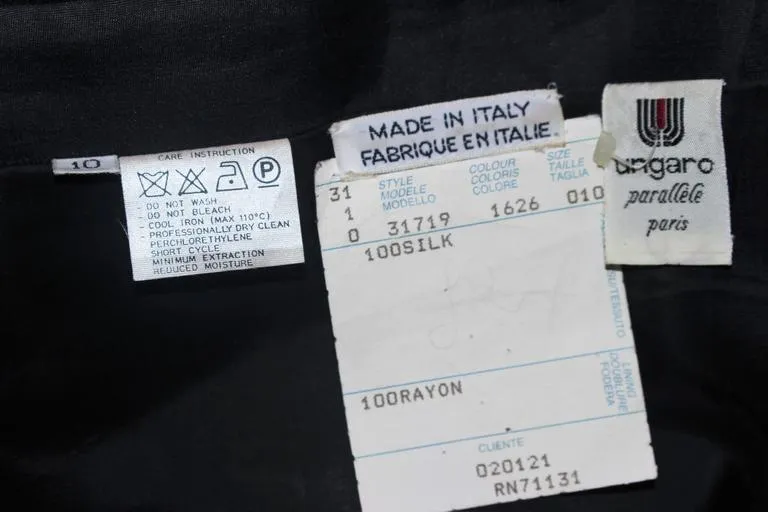 10
CARE INSTRUCTION
P
- DO NOT WASH
- DO NOT BLEACH
- COOL IRON (MAX 110°C)
- PROFESSIONALLY DRY CLEAN
PERCHLORETHYLENE
SHORT CYCLE
MINIMUM EXTRACTION
REDUCED MOISTURE
MADE IN ITALY
FABRIQUE EN ITALIE.
31
1
0
STYLE
MODELE
MODELLO
31719
COLOUR
COLORIS
COLORE
1626
SIZE
TAILLE
TAGLIA
010
100SILK
100RAYON
LINING
DOUBLURE
FODERA
CLIENTE
020121
RN71131
ungaro
parallèle
paris